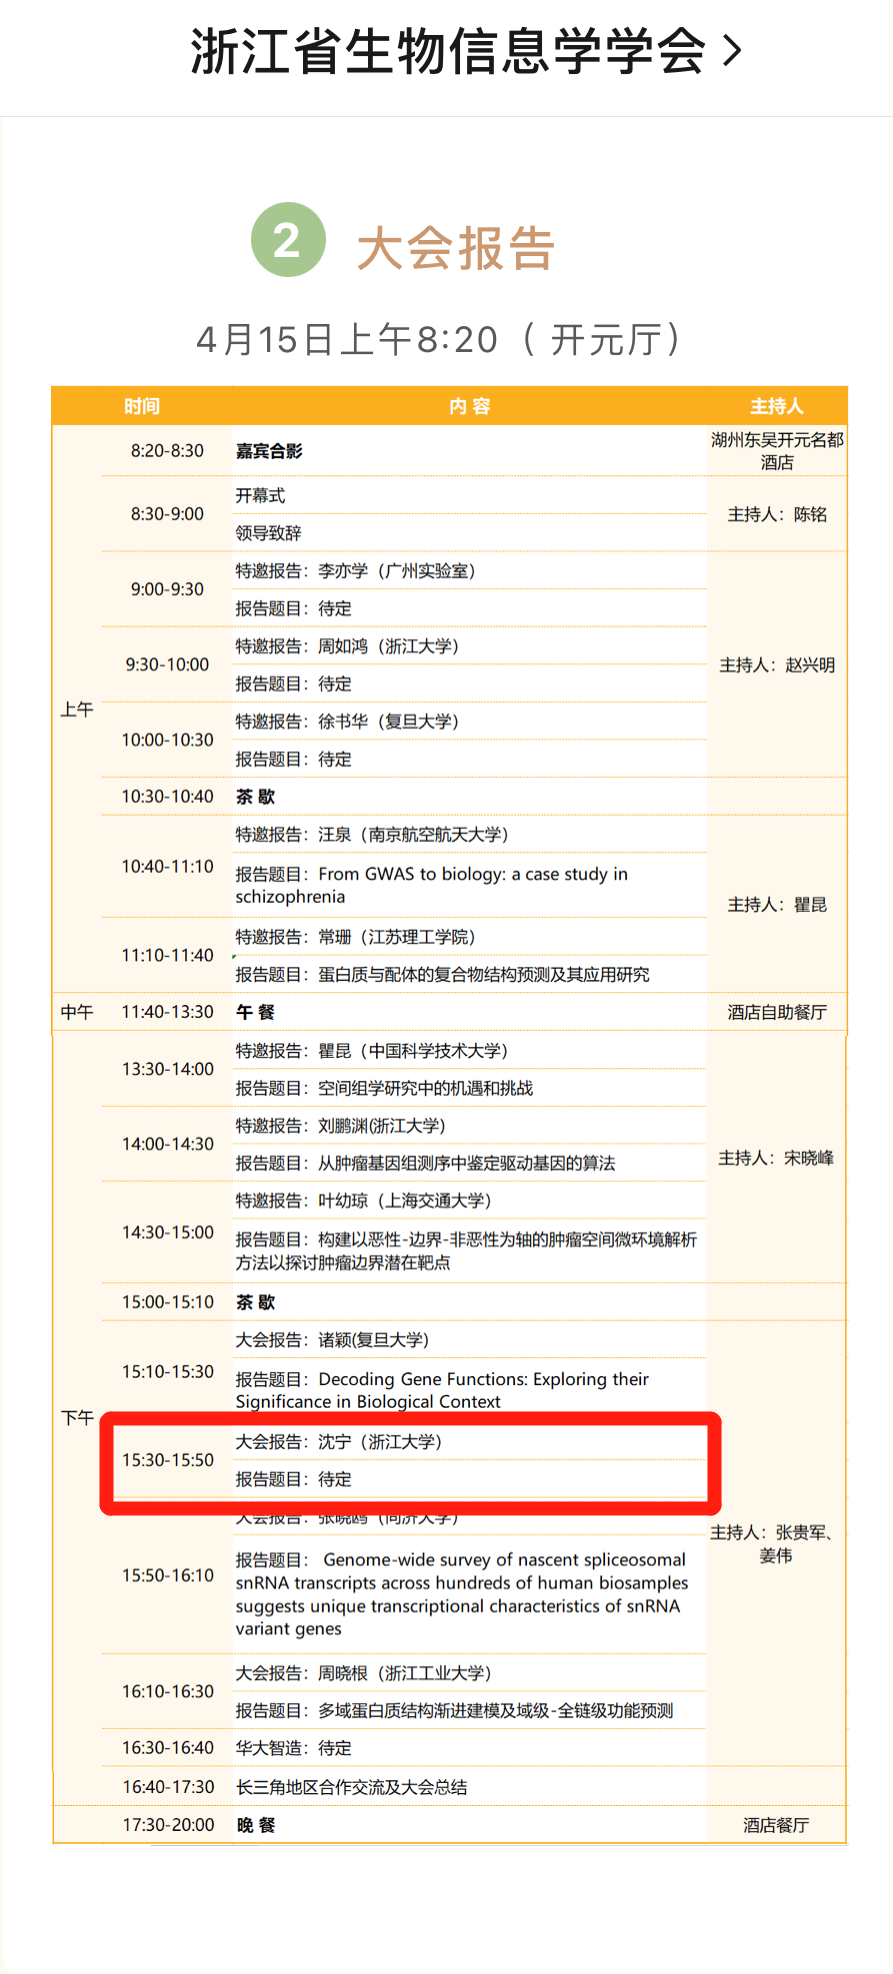 浙江省生物信息学学会
2 大会报告
4月15日上午8:20（ 开元厅）
时间 内 容 主持人
上午
8:20-8:30 嘉宾合影 湖州东吴开元名都
酒店
8:30-9:00 开幕式
领导致辞
主持人：陈铭
9:00-9:30 特邀报告：李亦学（广州实验室）
报告题目：待定
9:30-10:00 特邀报告：周如鸿（浙江大学）
报告题目：待定
主持人：赵兴明
10:00-10:30 特邀报告：徐书华（复旦大学）
报告题目：待定
10:30-10:40 茶 歇
10:40-11:10 特邀报告：汪泉（南京航空航天大学）
报告题目：From GWAS to biology: a case study in
schizophrenia
主持人：瞿昆
11:10-11:40 特邀报告：常珊（江苏理工学院）
报告题目：蛋白质与配体的复合物结构预测及其应用研究
中午 11:40-13:30 午 餐 酒店自助餐厅
下午
13:30-14:00 特邀报告：瞿昆（中国科学技术大学）
报告题目：空间组学研究中的机遇和挑战
14:00-14:30 特邀报告：刘鹏渊(浙江大学)
报告题目：从肿瘤基因组测序中鉴定驱动基因的算法
主持人：宋晓峰
14:30-15:00 特邀报告：叶幼琼（上海交通大学）
报告题目：构建以恶性-边界-非恶性为轴的肿瘤空间微环境解析
方法以探讨肿瘤边界潜在靶点
15:00-15:10 茶 歇
15:10-15:30 大会报告：诸颖(复旦大学)
报告题目：Decoding Gene Functions: Exploring their
Significance in Biological Context
15:30-15:50 大会报告：沈宁（浙江大学）
报告题目：待定
大会报告：张晓鸥（同济大学）
主持人：张贵军、
姜伟
15:50-16:10 报告题目： Genome-wide survey of nascent spliceosomal
snRNA transcripts across hundreds of human biosamples
suggests unique transcriptional characteristics of snRNA
variant genes
16:10-16:30 大会报告：周晓根（浙江工业大学）
报告题目：多域蛋白质结构渐进建模及域级-全链级功能预测
16:30-16:40 华大智造：待定
16:40-17:30 长三角地区合作交流及大会总结
17:30-20:00 晚 餐 酒店餐厅